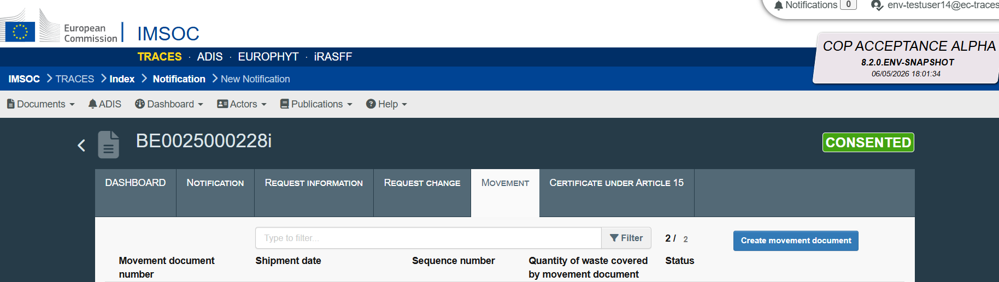 Notifications 0 env-testuser14@ec-traces
European
Commission
IMSOC
COP ACCEPTANCE ALPHA
8.2.0.ENV-SNAPSHOT
06/05/2026 18:01:34
TRACES · ADIS · EUROPHYT · iRASFF
IMSOC TRACES Index Notification New Notification
Documents ADIS Dashboard Actors Publications Help
BE0025000228i
CONSENTED
DASHBOARD NOTIFICATION REQUEST INFORMATION REQUEST CHANGE MOVEMENT CERTIFICATE UNDER ARTICLE 15
Type to filter... Filter 2 / 2 Create movement document
Movement document number
Shipment date
Sequence number
Quantity of waste covered by movement document
Status